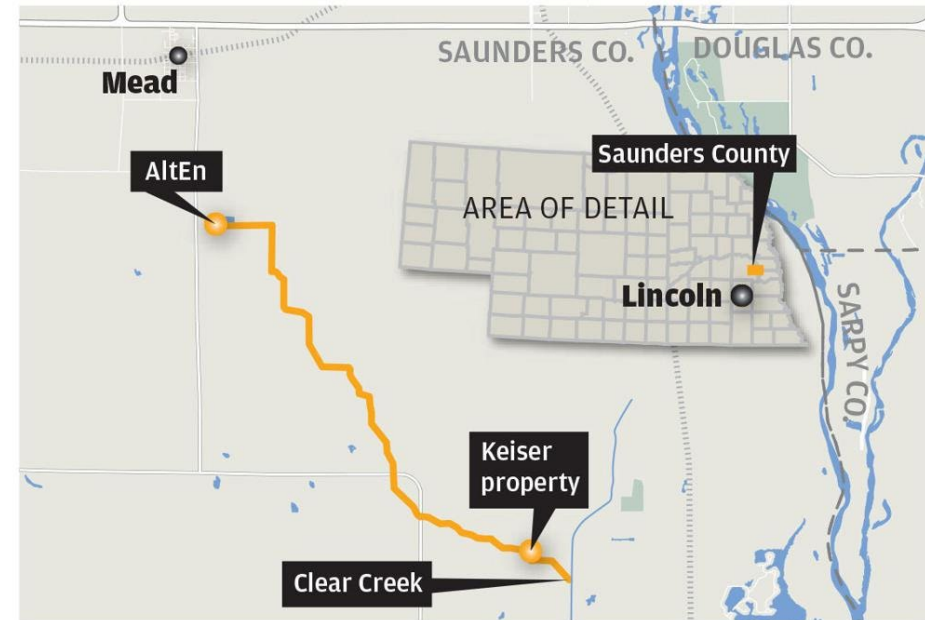 SAUNDERS CO.
DOUGLAS CO.
Mead
AltEn
Saunders County
AREA OF DETAIL
Lincoln
SARPY CO.
Keiser
property
Clear Creek